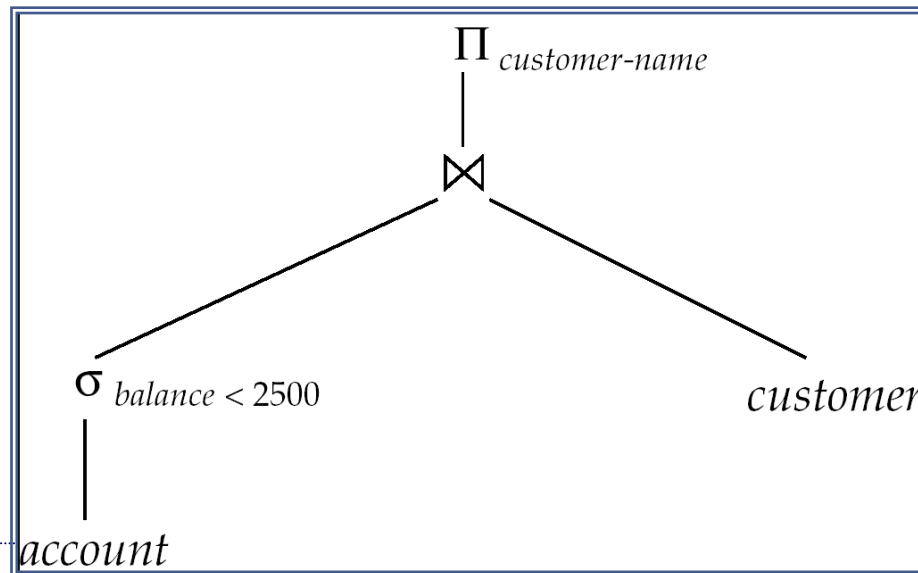 Π customer-name
⋈
σ balance < 2500
customer
account